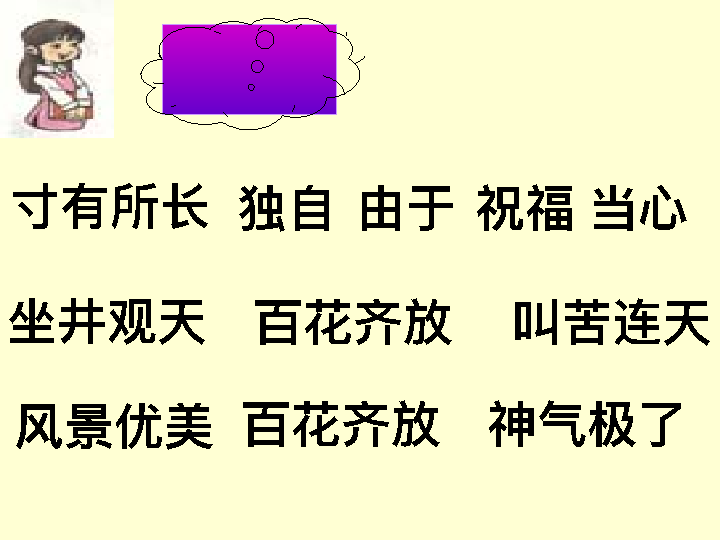 寸有所长 独自 由于 祝福 当心
坐井观天 百花齐放 叫苦连天
风景优美 百花齐放 神气极了